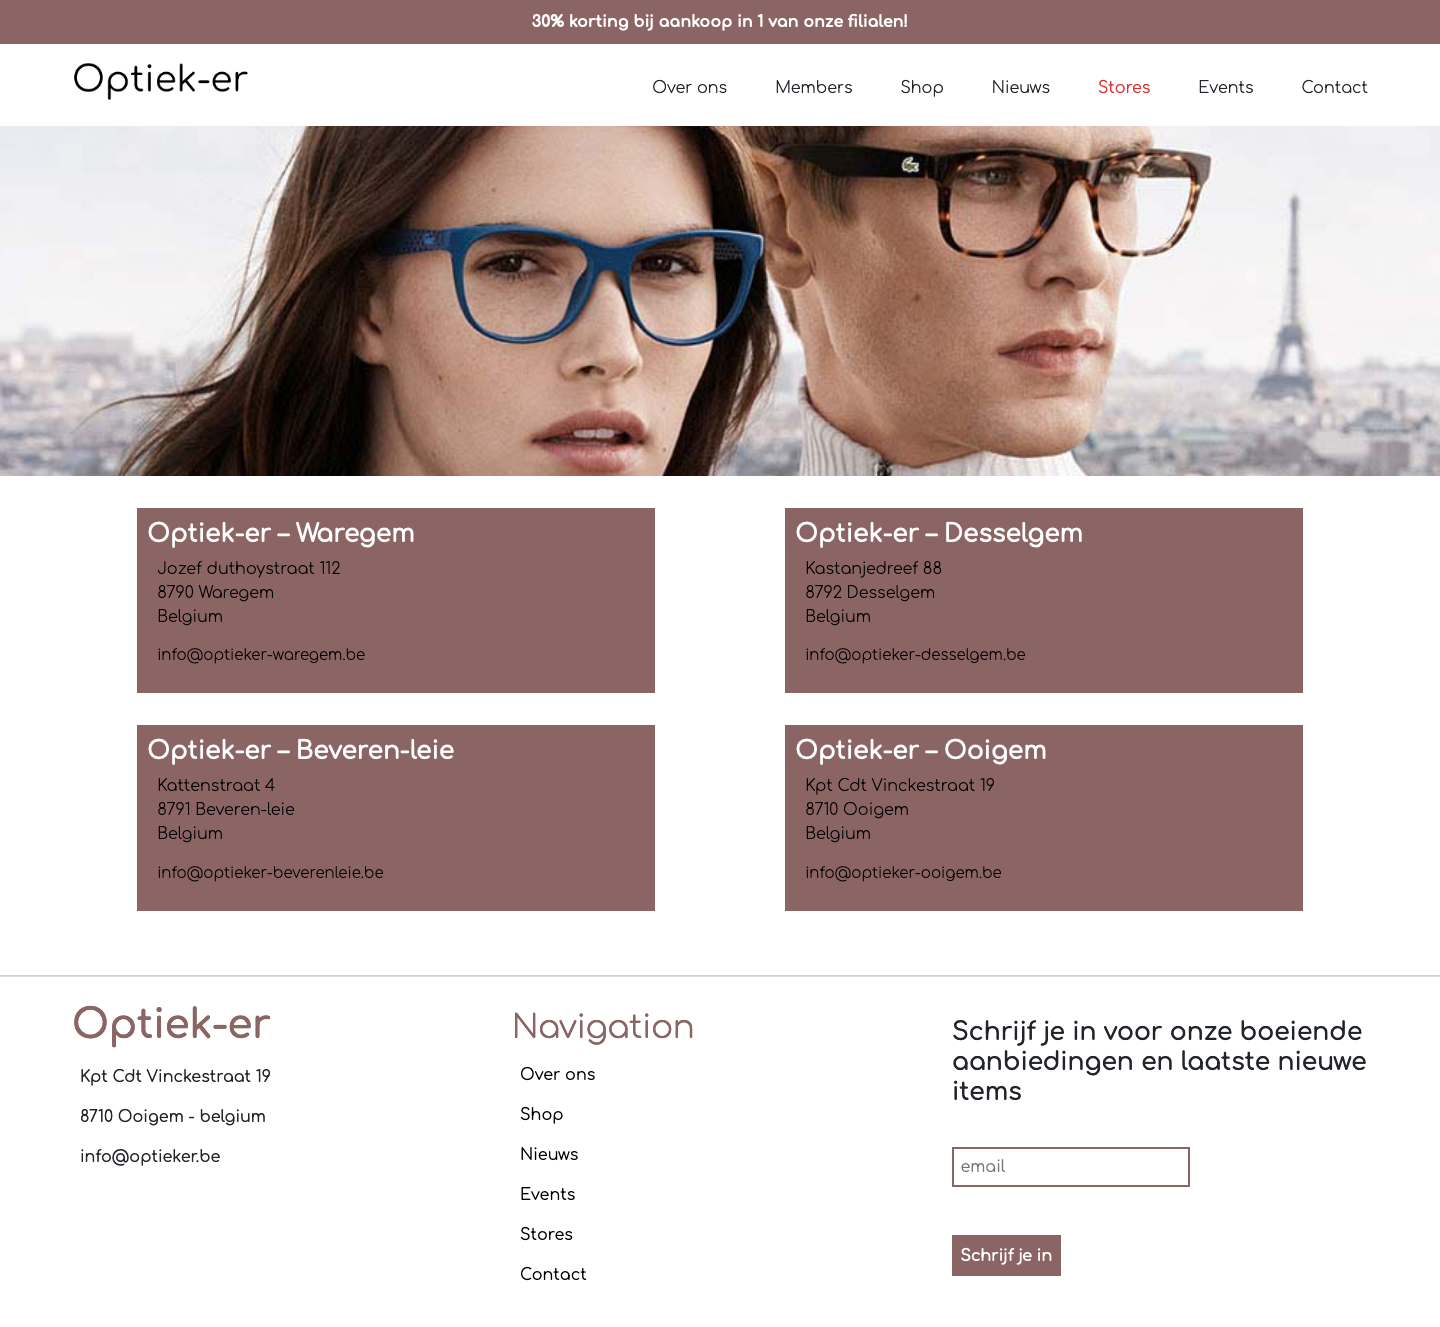 30% korting bij aankoop in 1 van onze filialen!
Optiek-er
Over ons
Members
Shop
Nieuws
Stores
Events
Contact
Optiek-er – Waregem
Jozef duthoystraat 112
8790 Waregem
Belgium
info@optieker-waregem.be
Optiek-er – Desselgem
Kastanjedreef 88
8792 Desselgem
Belgium
info@optieker-desselgem.be
Optiek-er – Beveren-leie
Kattenstraat 4
8791 Beveren-leie
Belgium
info@optieker-beverenleie.be
Optiek-er – Ooigem
Kpt Cdt Vinckestraat 19
8710 Ooigem
Belgium
info@optieker-ooigem.be
Optiek-er
Kpt Cdt Vinckestraat 19
8710 Ooigem - belgium
info@optieker.be
Navigation
Over ons
Shop
Nieuws
Events
Stores
Contact
Schrijf je in voor onze boeiende
aanbiedingen en laatste nieuwe
items
email
Schrijf je in